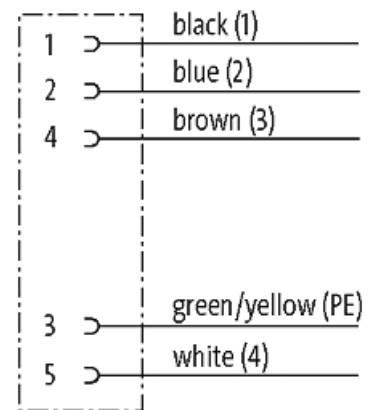 1 black (1)
2 blue (2)
4 brown (3)
3 green/yellow (PE)
5 white (4)